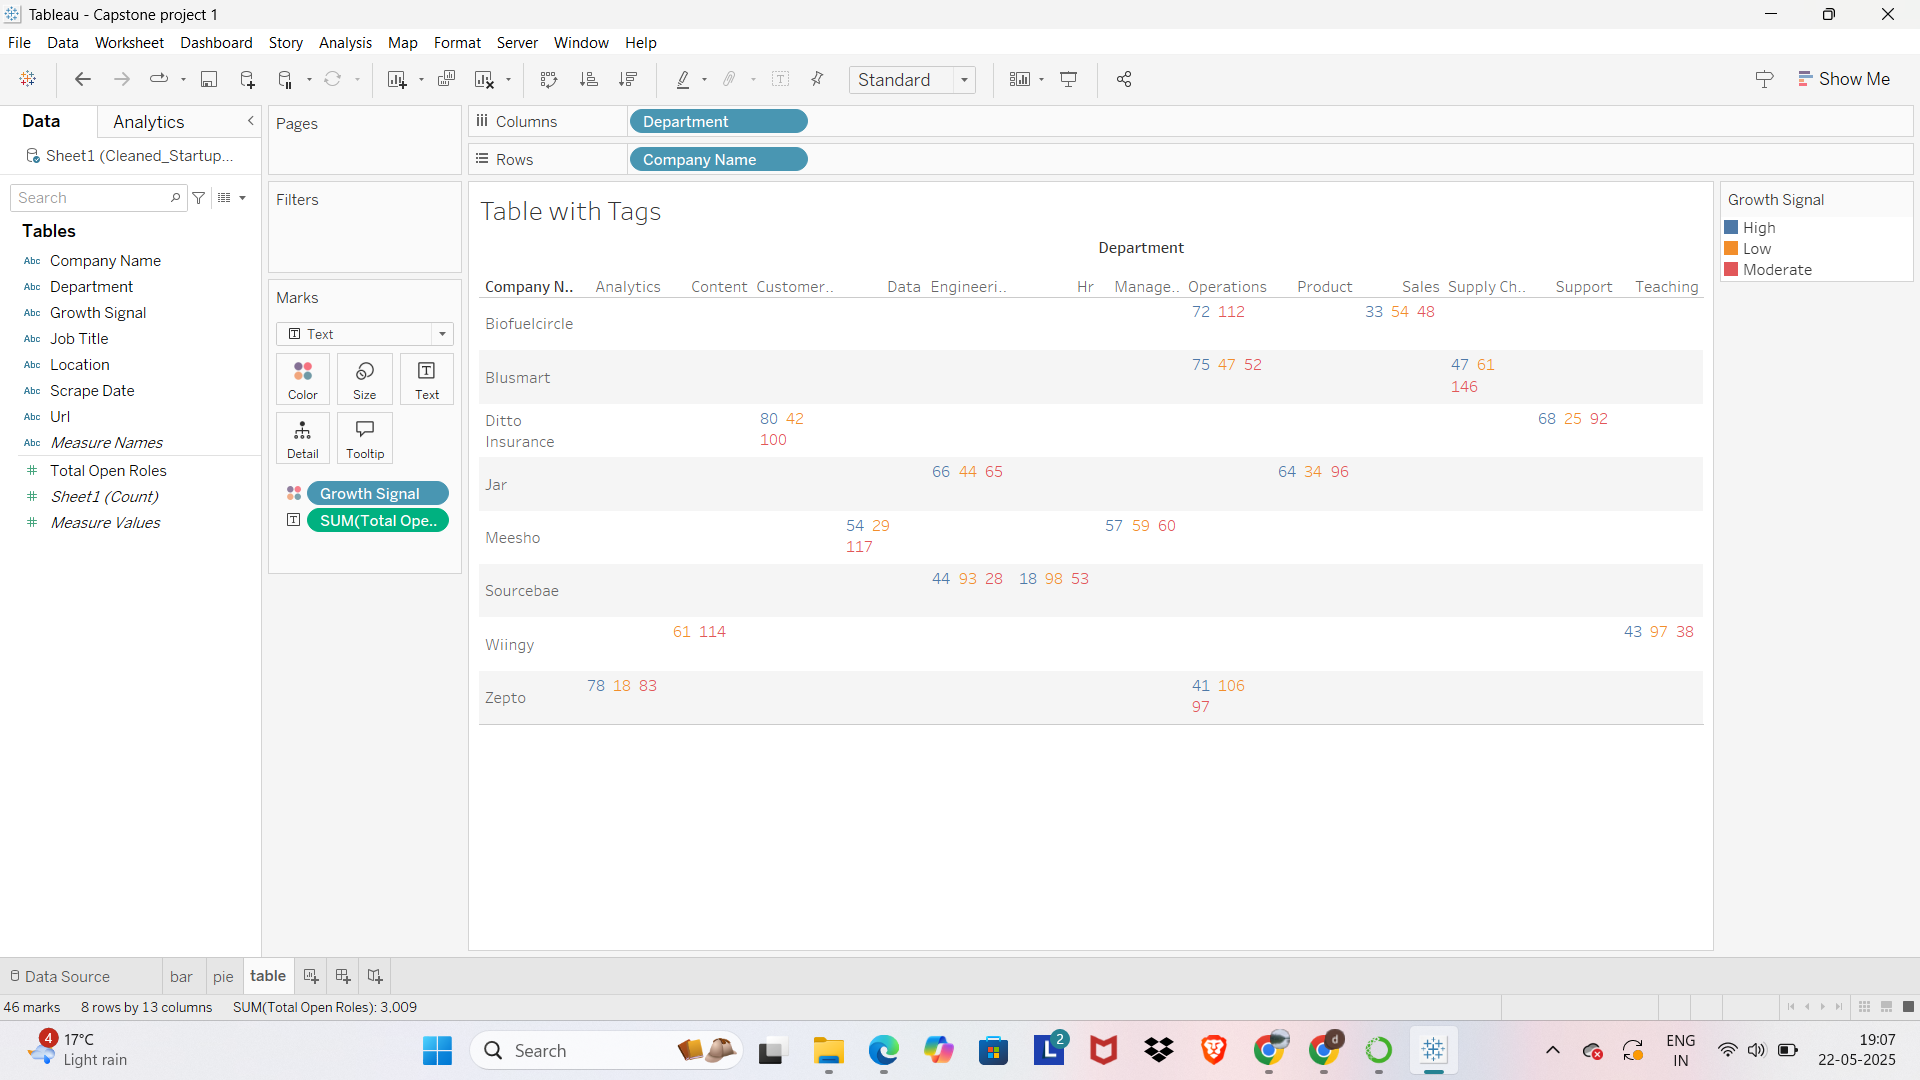 Tableau - Capstone project 1
File Data Worksheet Dashboard Story Analysis Map Format Server Window Help
Standard
Show Me
Data
Analytics
Sheet1 (Cleaned_Startup...
Search
Tables
Abc Company Name
Abc Department
Abc Growth Signal
Abc Job Title
Abc Location
Abc Scrape Date
Abc Url
Abc Measure Names
# Total Open Roles
# Sheet1 (Count)
# Measure Values
Pages
Filters
Marks
T Text
Color Size Text
Detail Tooltip
Growth Signal
SUM(Total Ope..
Columns Department
Rows Company Name
Table with Tags
Department
Company N.. Analytics Content Customer.. Data Engineeri.. Hr Manage.. Operations Product Sales Supply Ch.. Support Teaching
Biofuelcircle 72 112 33 54 48
Blusmart 75 47 52 47 61
146
Ditto Insurance 80 42 68 25 92
100
Jar 66 44 65 64 34 96
Meesho 54 29 57 59 60
117
Sourcebae 44 93 28 18 98 53
Wiingy 61 114 43 97 38
Zepto 78 18 83 41 106
97
Growth Signal
High
Low
Moderate
Data Source bar pie table
46 marks 8 rows by 13 columns SUM(Total Open Roles): 3,009
4 17°C
Light rain
Search
L 2
d
ENG
IN
19:07
22-05-2025